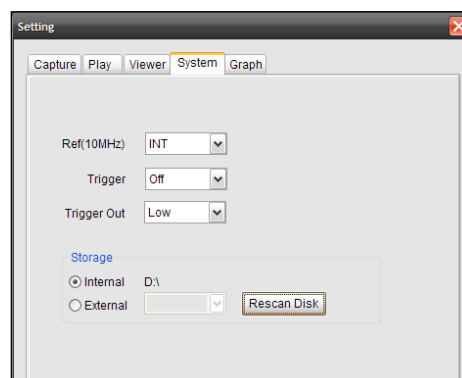 Setting
Capture Play Viewer System Graph
Ref(10MHz) INT
Trigger Off
Trigger Out Low
Storage
Internal D:\
External Rescan Disk